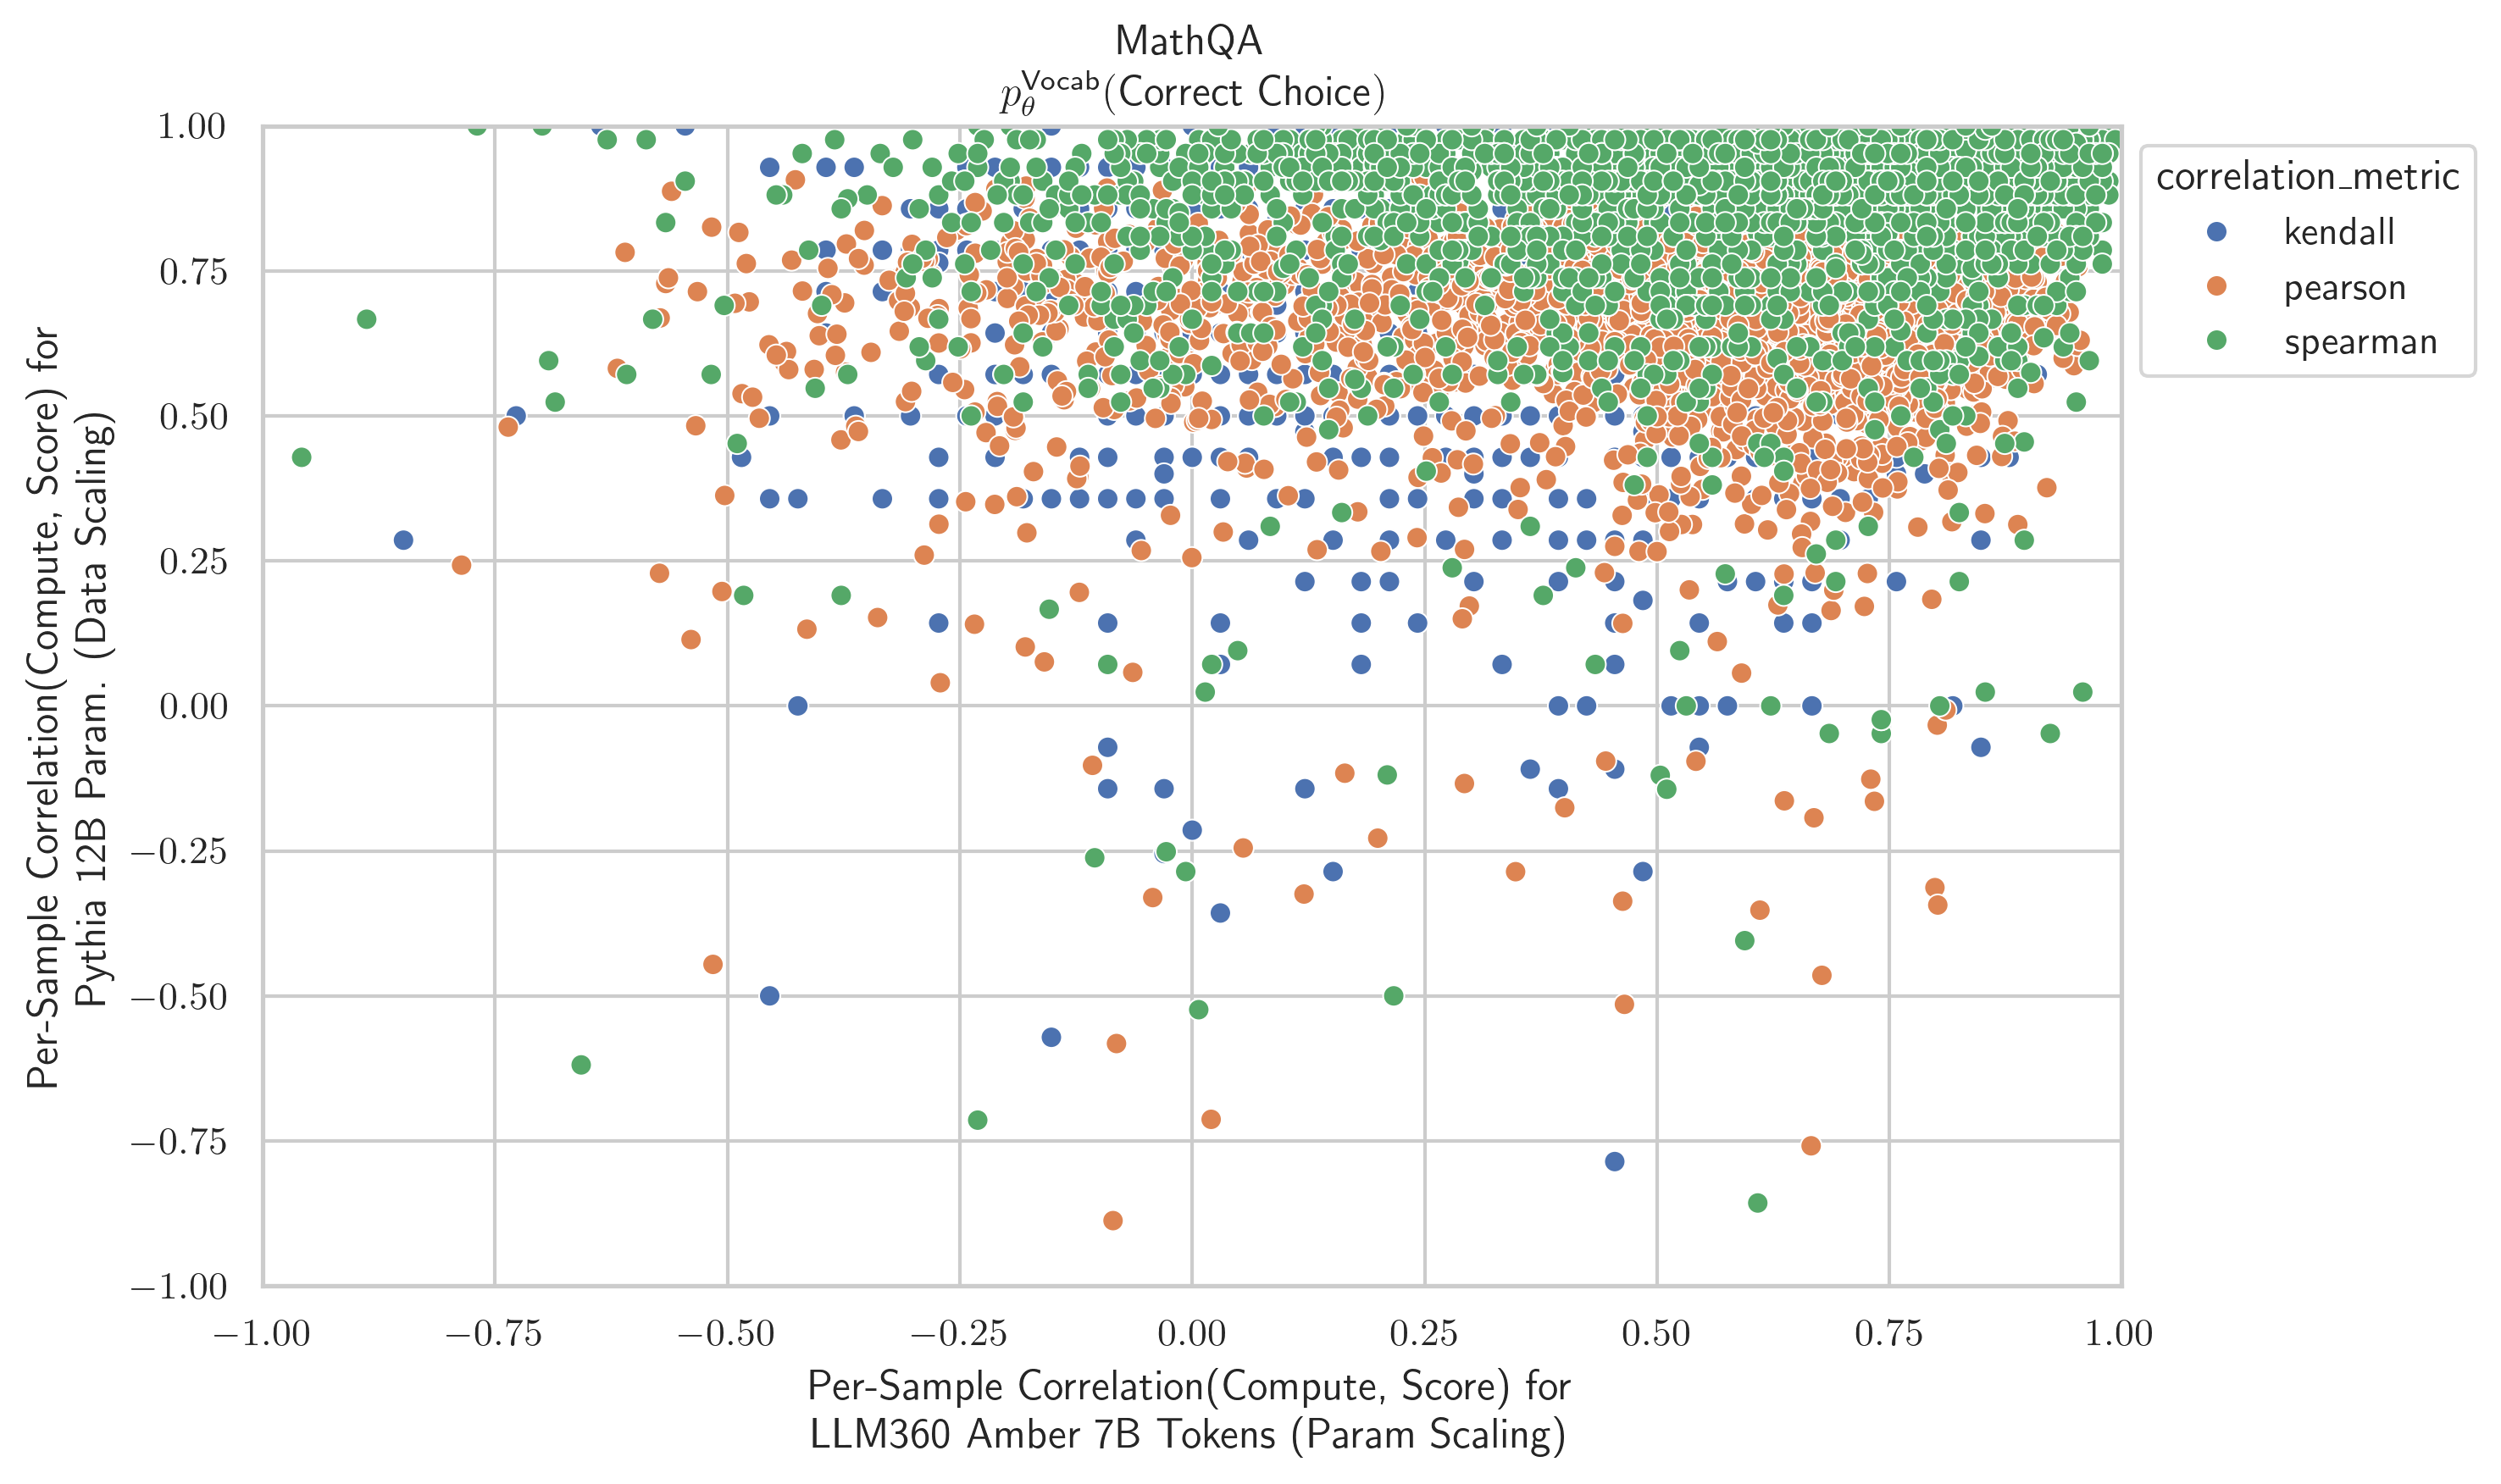 MathQA
p_θ^Vocab(Correct Choice)
Per-Sample Correlation(Compute, Score) for
Pythia 12B Param. (Data Scaling)
1.00
0.75
0.50
0.25
0.00
−0.25
−0.50
−0.75
−1.00
−1.00 −0.75 −0.50 −0.25 0.00 0.25 0.50 0.75 1.00
Per-Sample Correlation(Compute, Score) for
LLM360 Amber 7B Tokens (Param Scaling)
correlation_metric
kendall
pearson
spearman